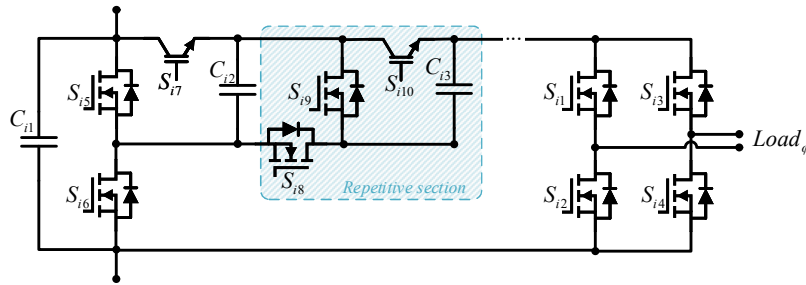 S_{i7}
C_{i2}
S_{i10}
C_{i3}
S_{i5}
S_{i9}
S_{i1}
S_{i3}
C_{i1}
...
Load_φ
S_{i8}
S_{i6}
Repetitive section
S_{i2}
S_{i4}